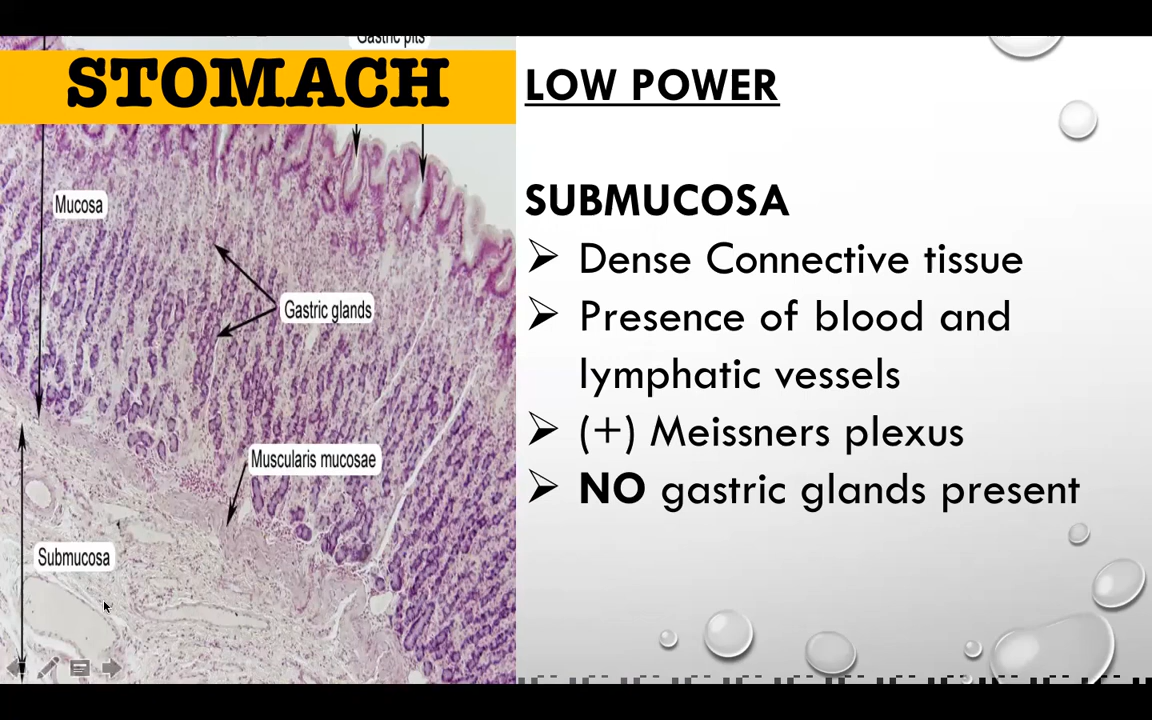 Gastric pits
STOMACH
Mucosa
Gastric glands
Muscularis mucosae
Submucosa
LOW POWER
SUBMUCOSA
Dense Connective tissue
Presence of blood and
lymphatic vessels
(+) Meissners plexus
NO gastric glands present